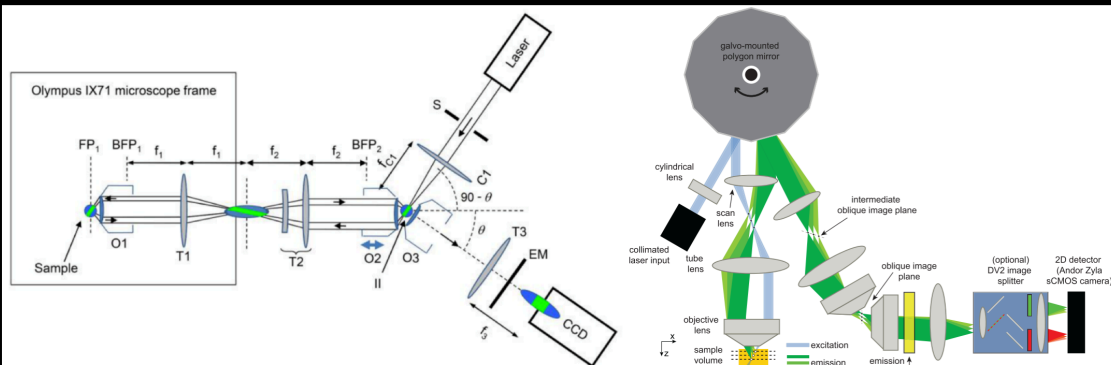 Olympus IX71 microscope frame
FP1
BFP1
f1
f1
f2
f2
BFP2
fC1
S
Laser
C1
90 - θ
θ
O1
T1
T2
O2
O3
II
T3
EM
f3
CCD
Sample
galvo-mounted
polygon mirror
cylindrical
lens
scan
lens
collimated
laser input
tube
lens
intermediate
oblique image plane
oblique image
plane
(optional)
DV2 image
splitter
2D detector
(Andor Zyla
sCMOS camera)
objective
lens
x
z
sample
volume
excitation
emission
emission